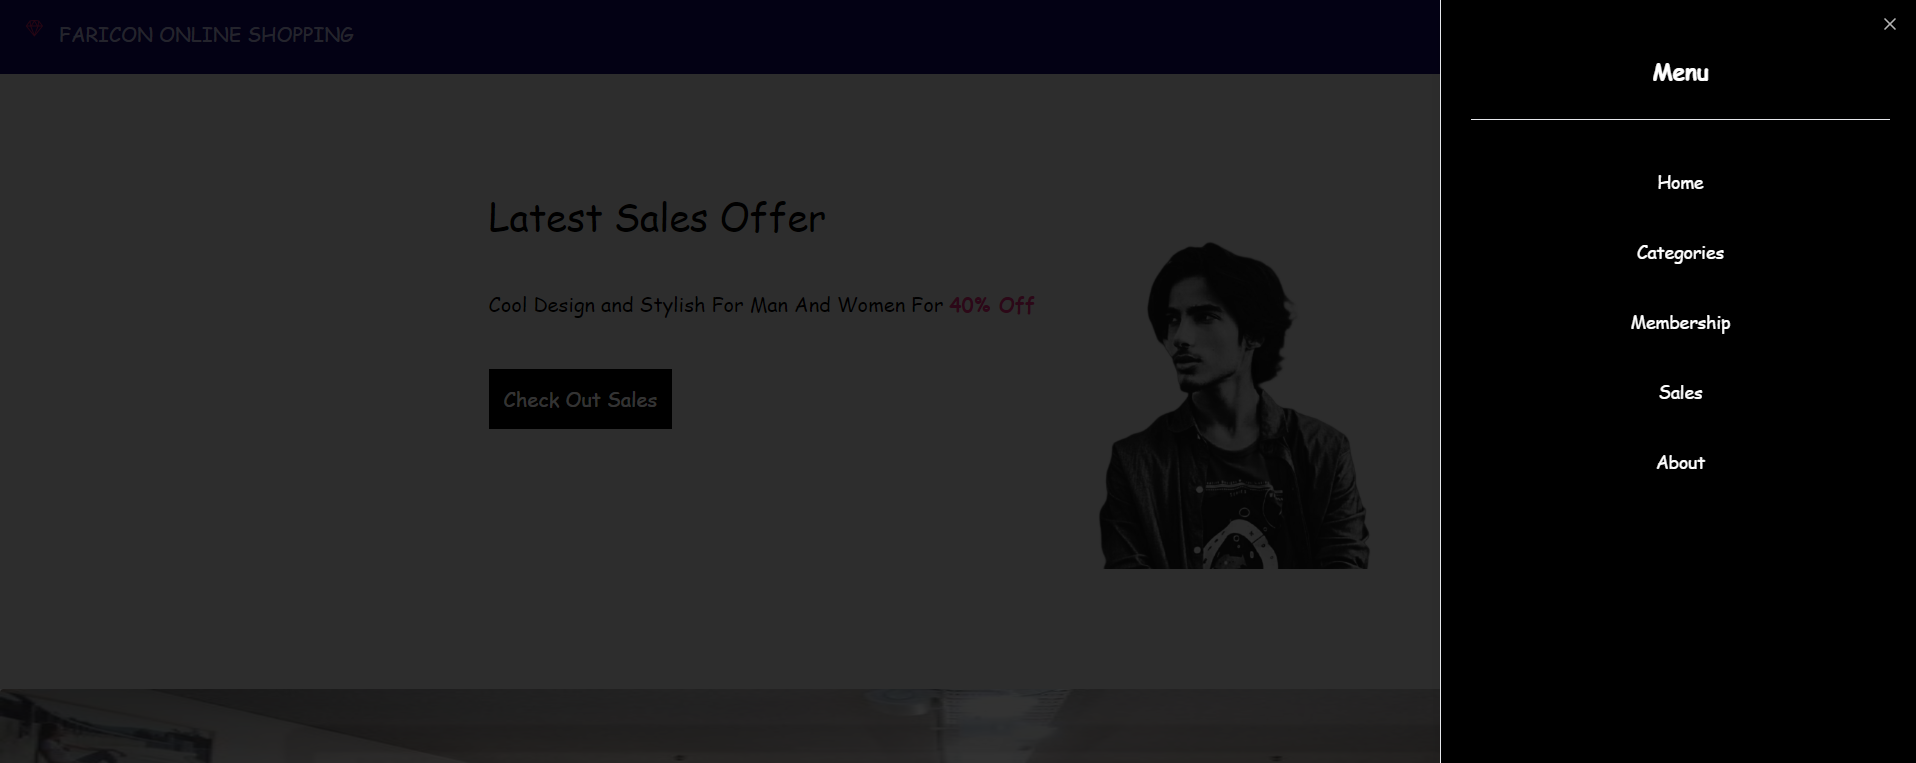 FARICON ONLINE SHOPPING
Latest Sales Offer
Cool Design and Stylish For Man And Women For 40% Off
Check Out Sales
Menu
Home
Categories
Membership
Sales
About